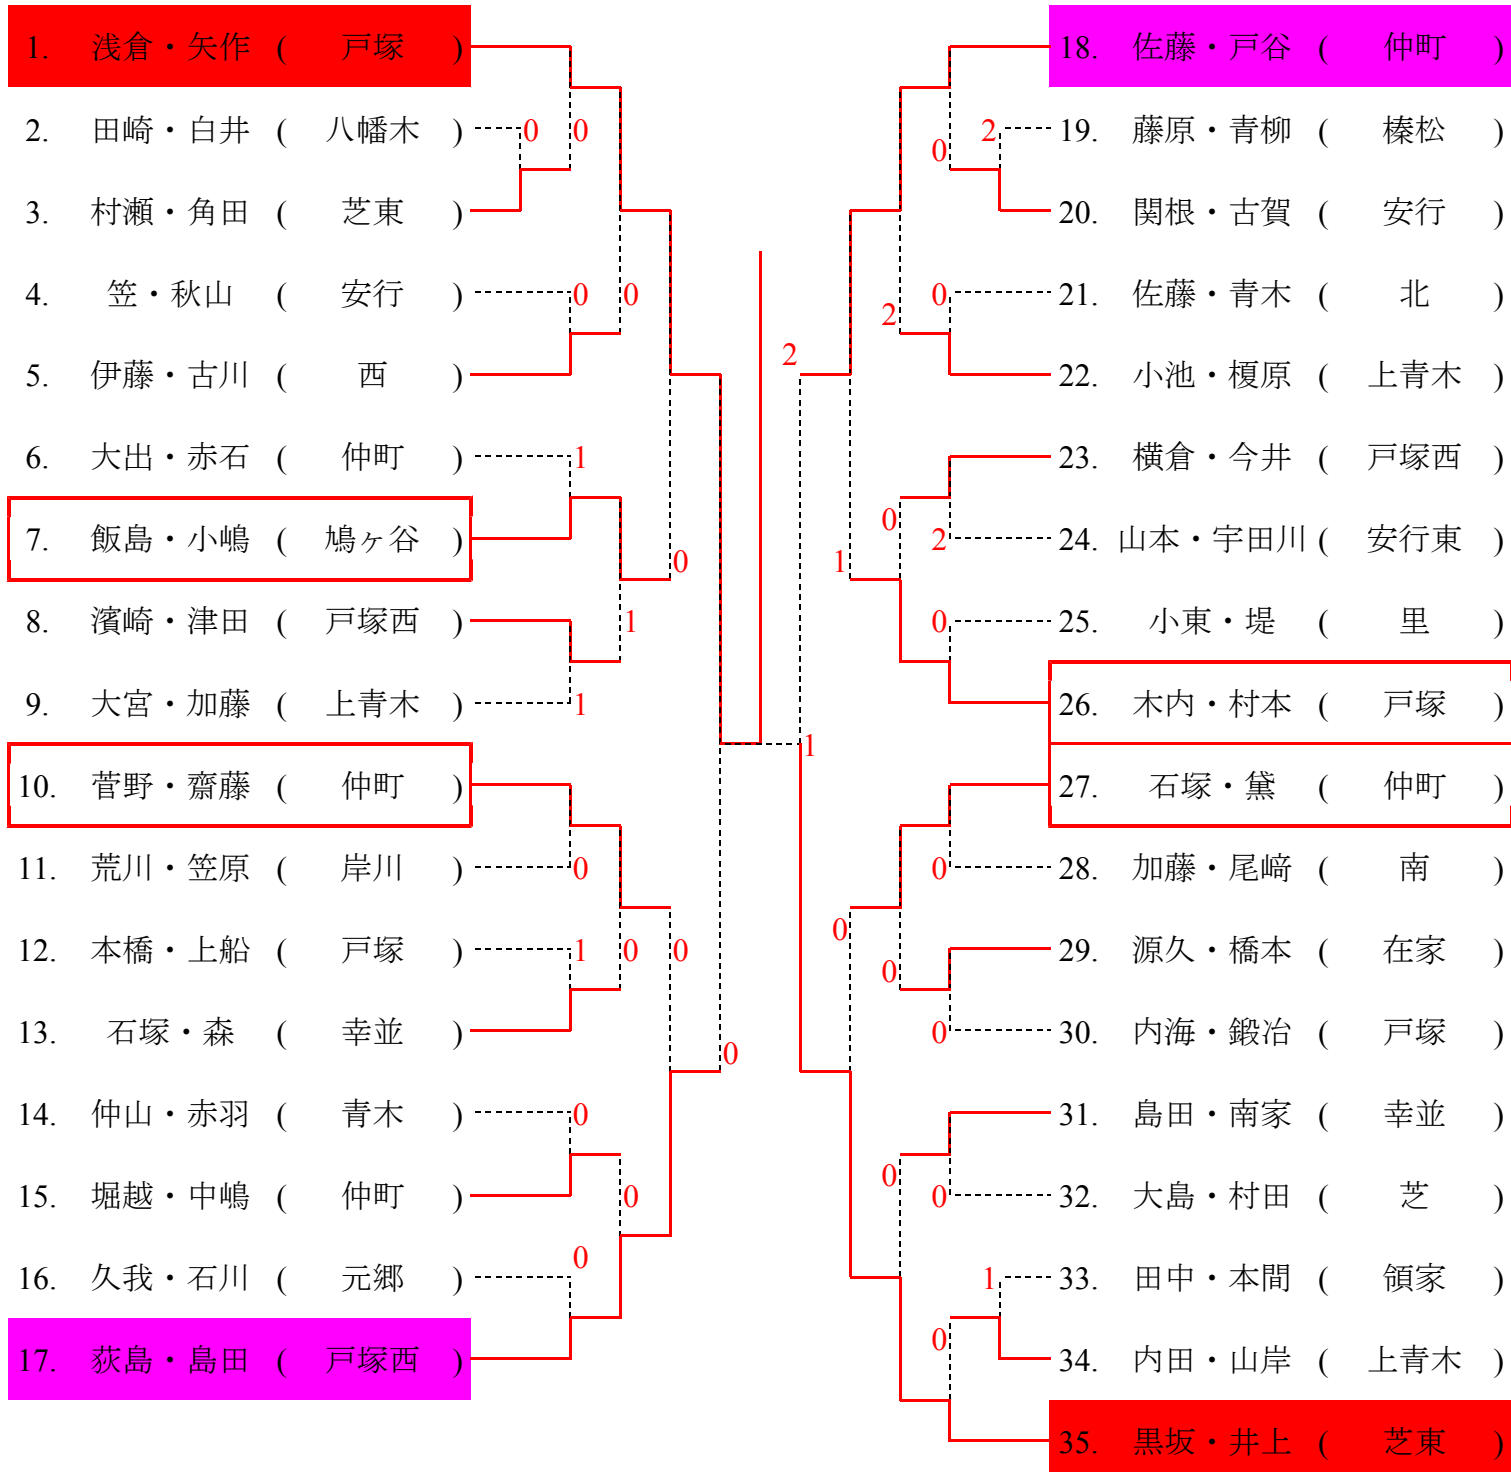 1. 浅倉・矢作 ( 戸塚 )
2. 田崎・白井 ( 八幡木 ) 0 0
3. 村瀬・角田 ( 芝東 )
4. 笠・秋山 ( 安行 ) 0 0
5. 伊藤・古川 ( 西 )
6. 大出・赤石 ( 仲町 ) 1
7. 飯島・小嶋 ( 鳩ヶ谷 )
0
8. 濱崎・津田 ( 戸塚西 ) 1
9. 大宮・加藤 ( 上青木 ) 1
10. 菅野・齋藤 ( 仲町 )
11. 荒川・笠原 ( 岸川 ) 0
12. 本橋・上船 ( 戸塚 ) 1 0 0
13. 石塚・森 ( 幸並 )
0
14. 仲山・赤羽 ( 青木 ) 0
15. 堀越・中嶋 ( 仲町 ) 0
0
16. 久我・石川 ( 元郷 )
17. 荻島・島田 ( 戸塚西 )
18. 佐藤・戸谷 ( 仲町 )
0 2 19. 藤原・青柳 ( 榛松 )
20. 関根・古賀 ( 安行 )
0 21. 佐藤・青木 ( 北 )
2
2
22. 小池・榎原 ( 上青木 )
23. 横倉・今井 ( 戸塚西 )
0
2 24. 山本・宇田川 ( 安行東 )
1
0 25. 小東・堤 ( 里 )
26. 木内・村本 ( 戸塚 )
1
27. 石塚・黛 ( 仲町 )
0 28. 加藤・尾﨑 ( 南 )
0
29. 源久・橋本 ( 在家 )
0
0 30. 内海・鍛冶 ( 戸塚 )
31. 島田・南家 ( 幸並 )
0
0 32. 大島・村田 ( 芝 )
1 33. 田中・本間 ( 領家 )
0
34. 内田・山岸 ( 上青木 )
35. 黒坂・井上 ( 芝東 )